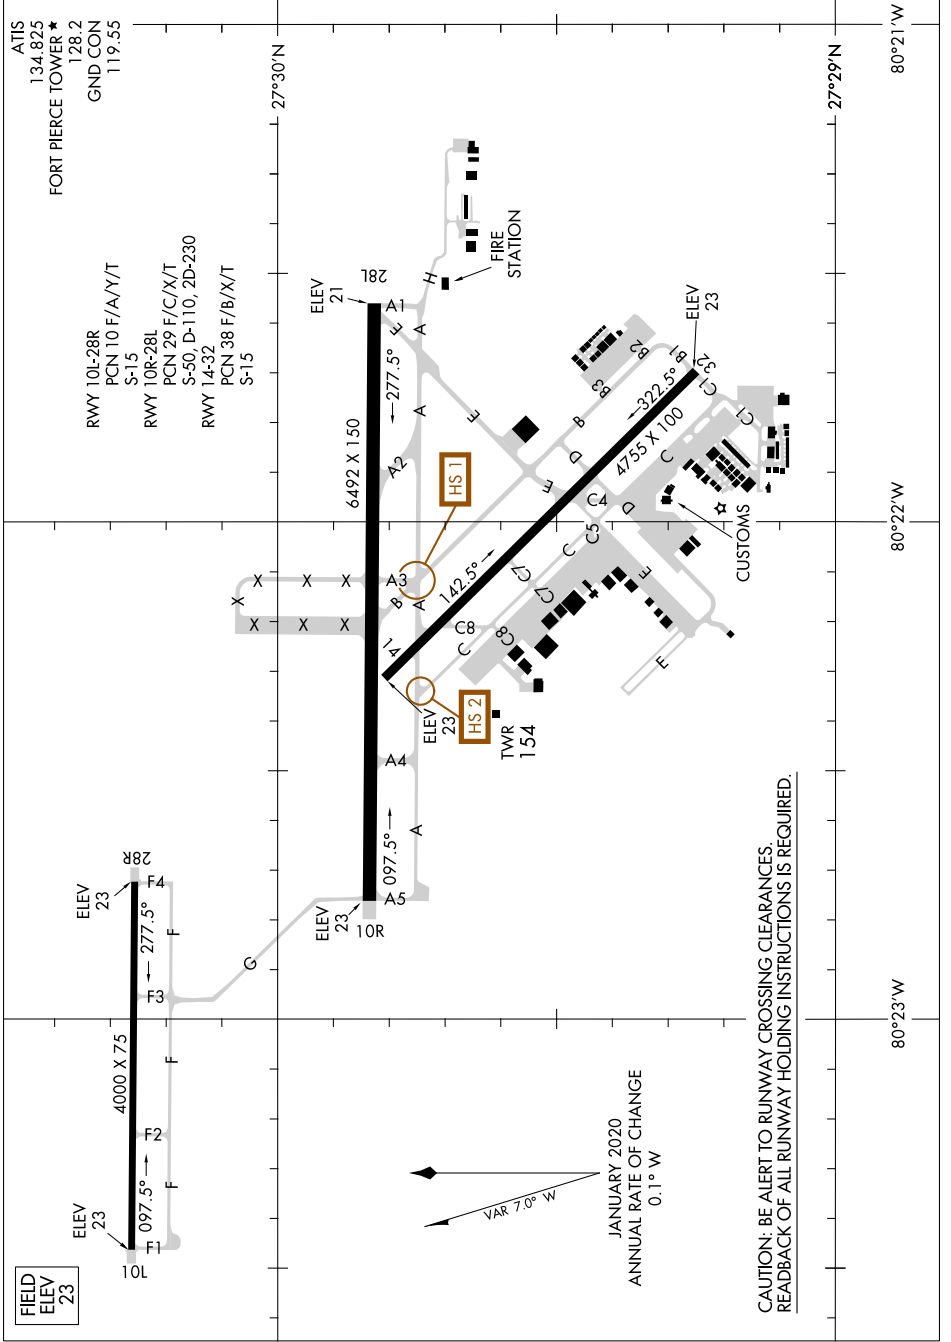 FIELD
ELEV
23
ATIS
134.825
FORT PIERCE TOWER ★
128.2
GND CON
119.55
RWY 10L-28R
PCN 10 F/A/Y/T
S-15
RWY 10R-28L
PCN 29 F/C/X/T
S-50, D-110, 2D-230
RWY 14-32
PCN 38 F/B/X/T
S-15
10L
ELEV
23
097.5°
4000 X 75
277.5°
ELEV
23
28R
F1
F2
F3
F4
F
F
F
G
27°30'N
X
X
X
X
X
X
X
10R
ELEV
23
097.5°
6492 X 150
277.5°
ELEV
21
28L
A5
A4
A3
A2
A1
A
A
A
A
B
E
E
E
H
FIRE
STATION
HS 1
HS 2
14
ELEV
23
142.5°
4755 X 100
322.5°
32
ELEV
23
TWR
154
C8
C8
C
C7
C7
C
C5
C4
D
D
B
B3
B2
B1
C1
C1
C
E
E
CUSTOMS
27°29'N
VAR 7.0° W
JANUARY 2020
ANNUAL RATE OF CHANGE
0.1° W
CAUTION: BE ALERT TO RUNWAY CROSSING CLEARANCES.
READBACK OF ALL RUNWAY HOLDING INSTRUCTIONS IS REQUIRED.
80°23'W
80°22'W
80°21'W